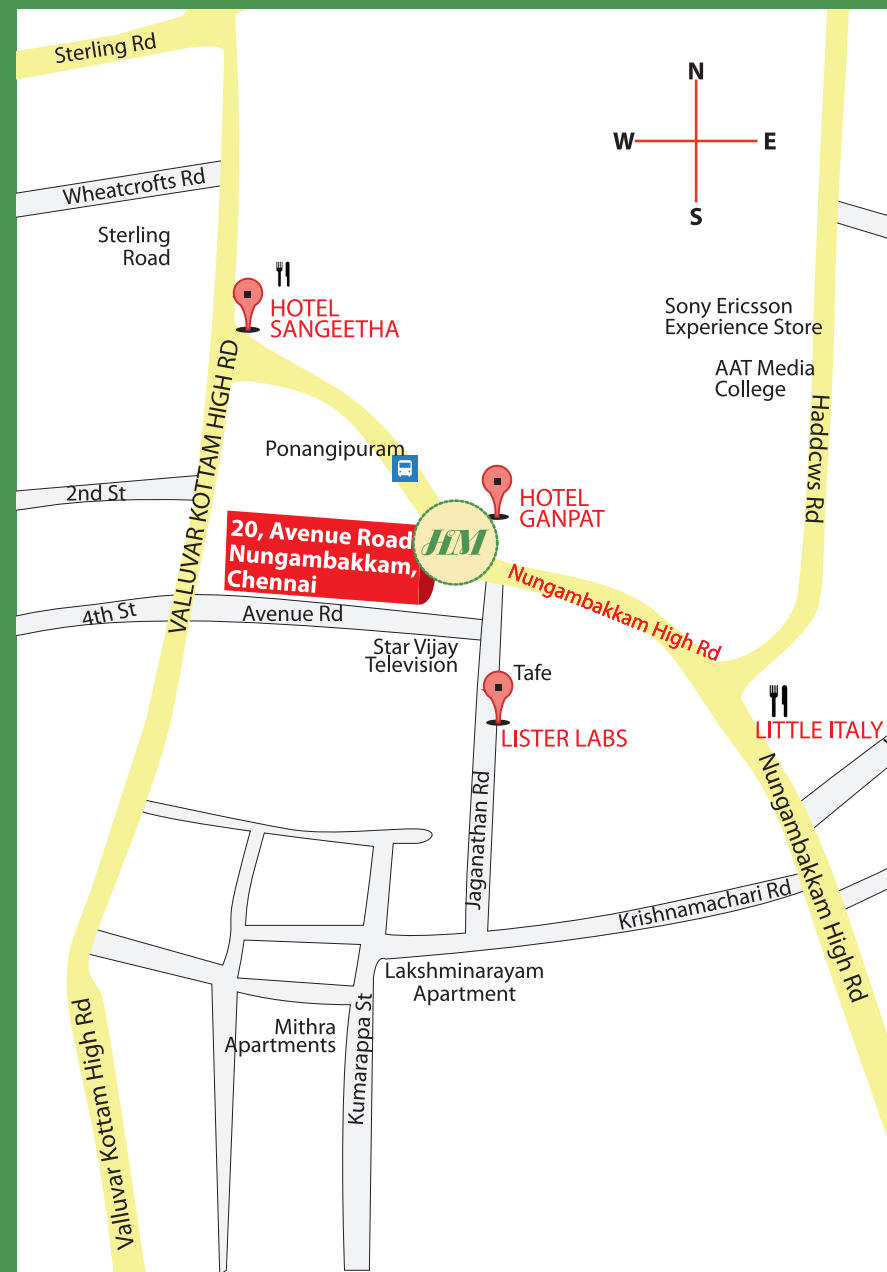 Sterling Rd
N
W
E
S
Wheatcrofts Rd
Sterling
Road
HOTEL
SANGEETHA
Sony Ericsson
Experience Store
AAT Media
College
VALLUVAR KOTTAM HIGH RD
Haddcws Rd
Ponangipuram
2nd St
HOTEL
GANPAT
20, Avenue Road
Nungambakkam,
Chennai
HM
Nungambakkam High Rd
4th St
Avenue Rd
Star Vijay
Television
Tafe
LISTER LABS
LITTLE ITALY
Jaganathan Rd
Nungambakkam High Rd
Krishnamachari Rd
Lakshminarayam
Apartment
Mithra
Apartments
Kumarappa St
Valluvar Kottam High Rd